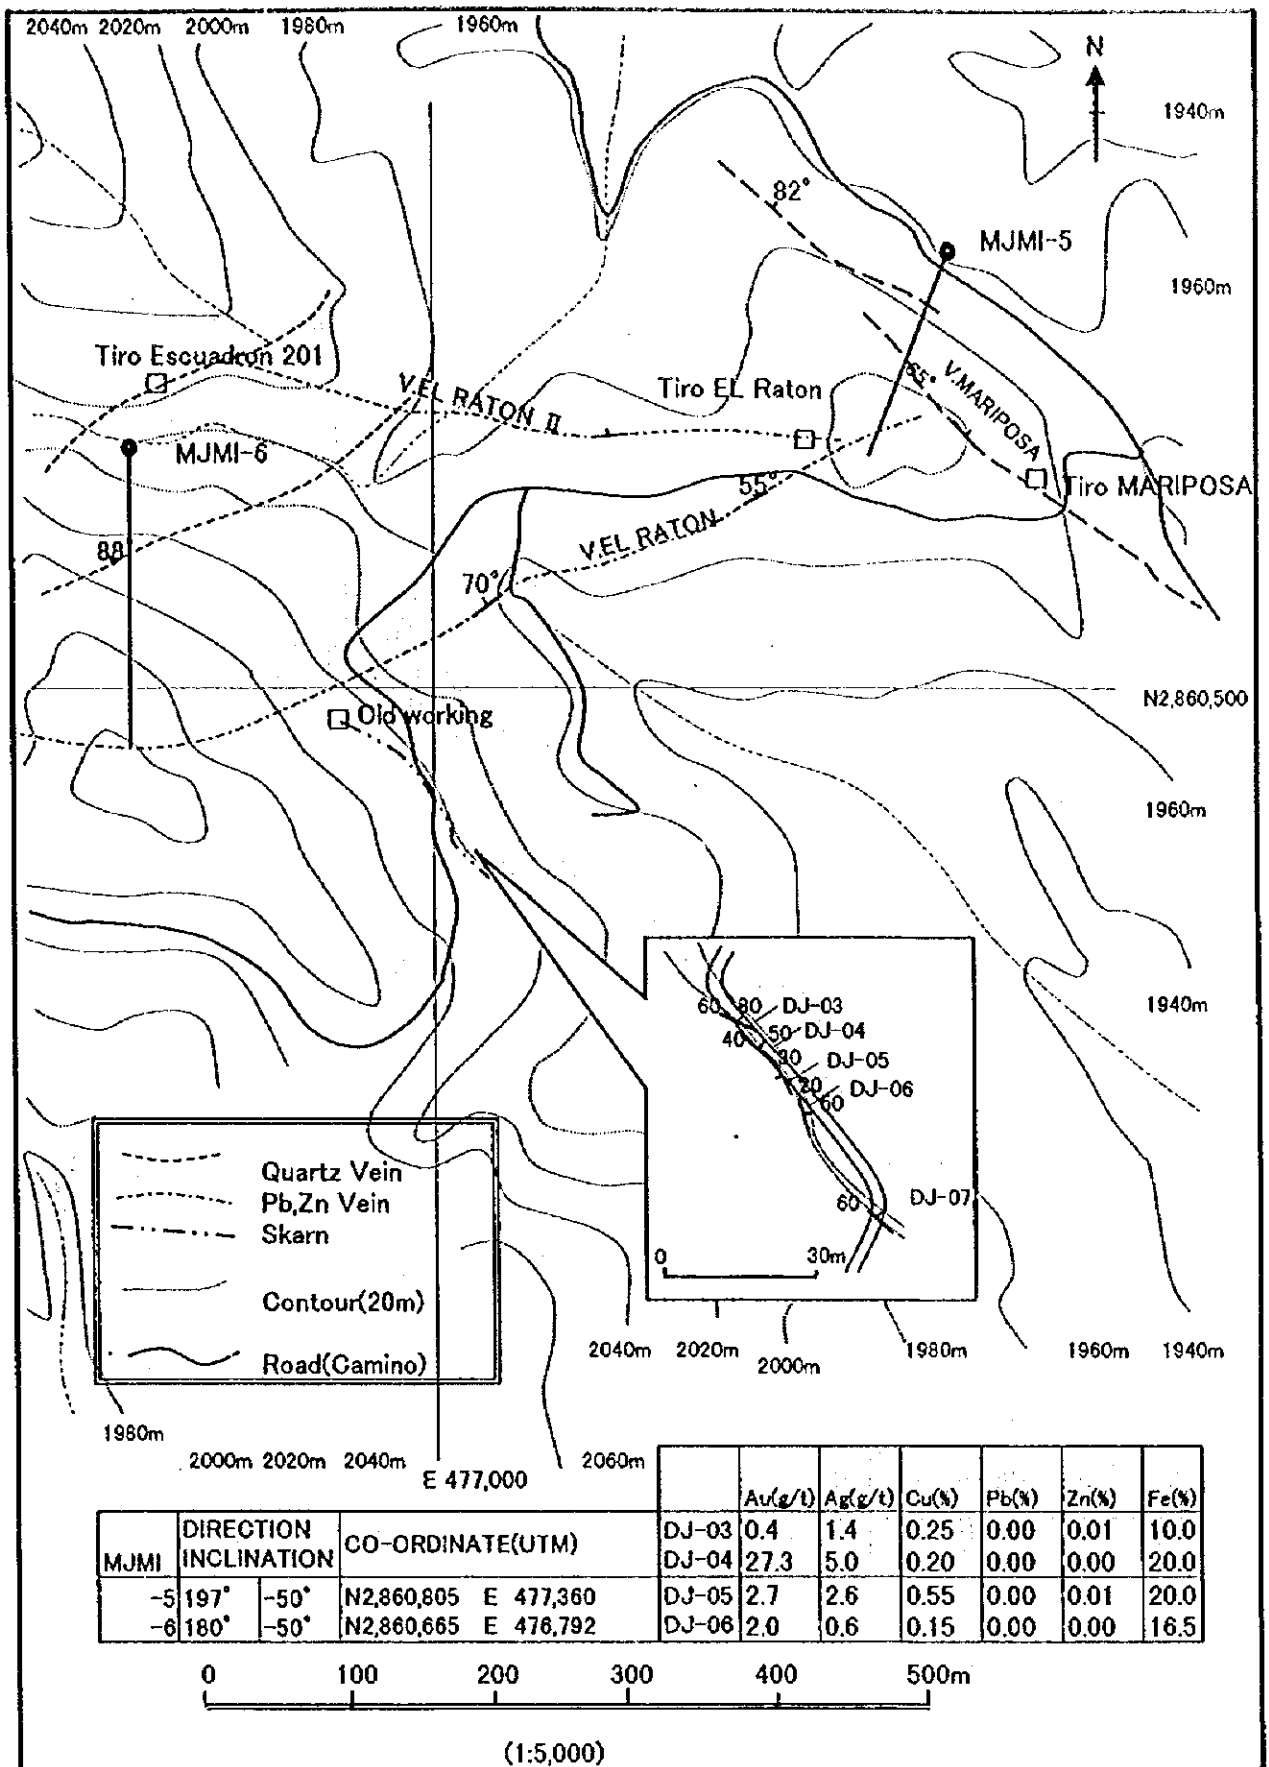 2040m 2020m 2000m 1980m 1960m
N
1940m
82°
MJMI-5
1960m
Tiro Escuadron 201
V.EL RATON II
Tiro EL Raton
65°
V.MARIPOSA
MJMI-6
Tiro MARIPOSA
55°
V.EL RATON
88°
70°
N2,860,500
Old working
1960m
1940m
60 80 DJ-03
40 50 DJ-04
DJ-05
20 DJ-06
60
60 DJ-07
0 30m
Quartz Vein
Pb,Zn Vein
Skarn
Contour(20m)
Road(Camino)
2040m 2020m 2000m 1980m 1960m 1940m
1980m
2000m 2020m 2040m E 477,000 2060m
Au(g/t) Ag(g/t) Cu(%) Pb(%) Zn(%) Fe(%)
DJ-03 0.4 1.4 0.25 0.00 0.01 10.0
DJ-04 27.3 5.0 0.20 0.00 0.00 20.0
DJ-05 2.7 2.6 0.55 0.00 0.01 20.0
DJ-06 2.0 0.6 0.15 0.00 0.00 16.5
MJMI DIRECTION INCLINATION CO-ORDINATE(UTM)
-5 197° -50° N2,860,805 E 477,360
-6 180° -50° N2,860,665 E 476,792
0 100 200 300 400 500m
(1:5,000)